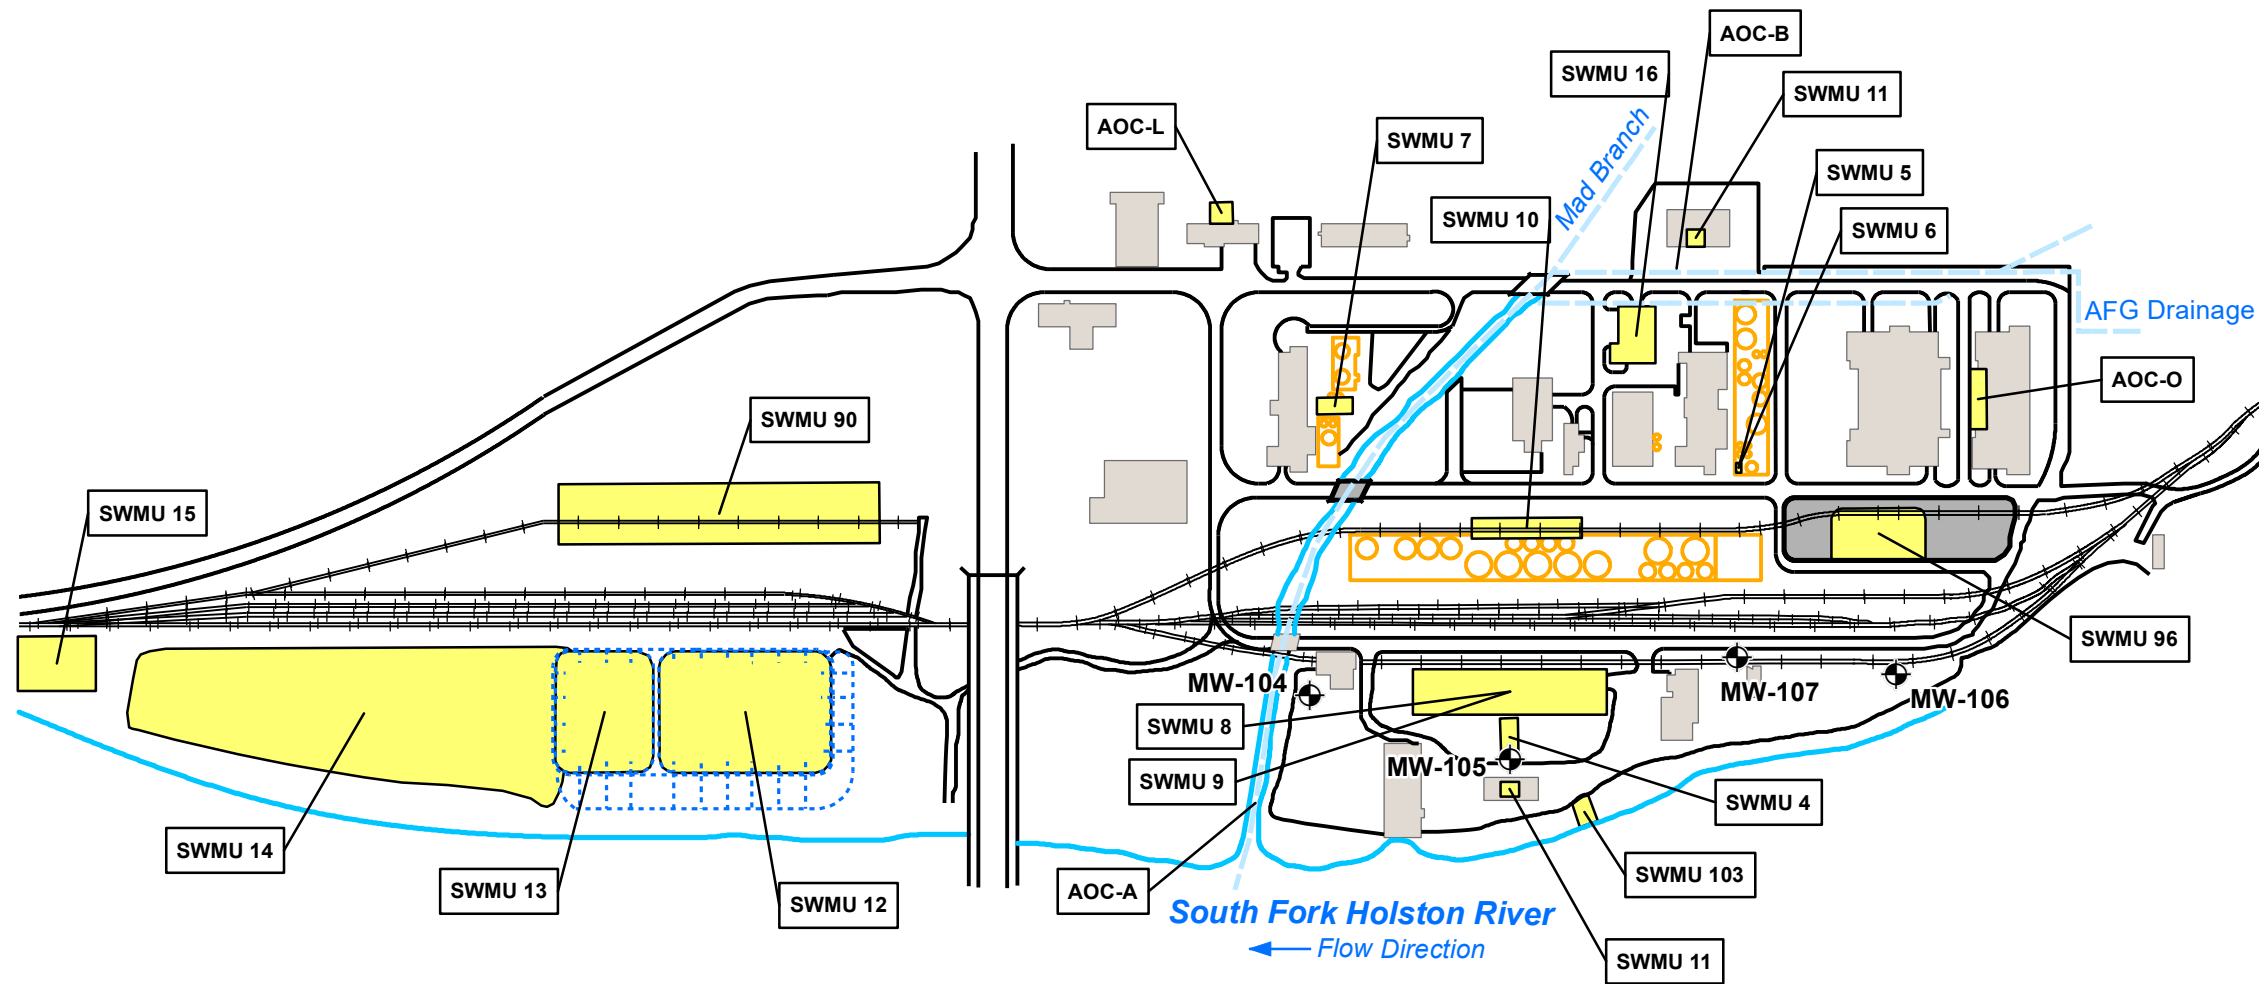 AOC-B
SWMU 16
SWMU 11
AOC-L
SWMU 7
Mad Branch
SWMU 5
SWMU 10
SWMU 6
AFG Drainage
AOC-O
SWMU 90
SWMU 15
SWMU 96
MW-104
MW-107
MW-106
SWMU 8
MW-105
SWMU 9
SWMU 4
SWMU 14
SWMU 13
SWMU 12
AOC-A
SWMU 103
South Fork Holston River
Flow Direction
SWMU 11